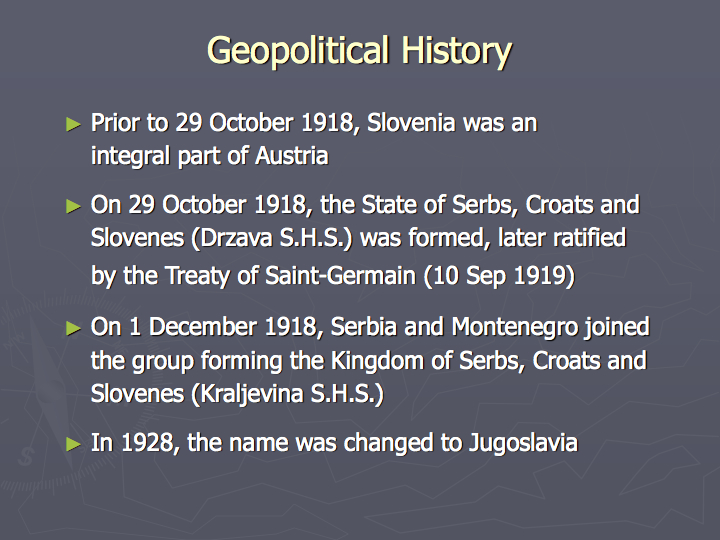 Geopolitical History
► Prior to 29 October 1918, Slovenia was an
integral part of Austria
► On 29 October 1918, the State of Serbs, Croats and
Slovenes (Drzava S.H.S.) was formed, later ratified
by the Treaty of Saint-Germain (10 Sep 1919)
► On 1 December 1918, Serbia and Montenegro joined
the group forming the Kingdom of Serbs, Croats and
Slovenes (Kraljevina S.H.S.)
► In 1928, the name was changed to Jugoslavia
S